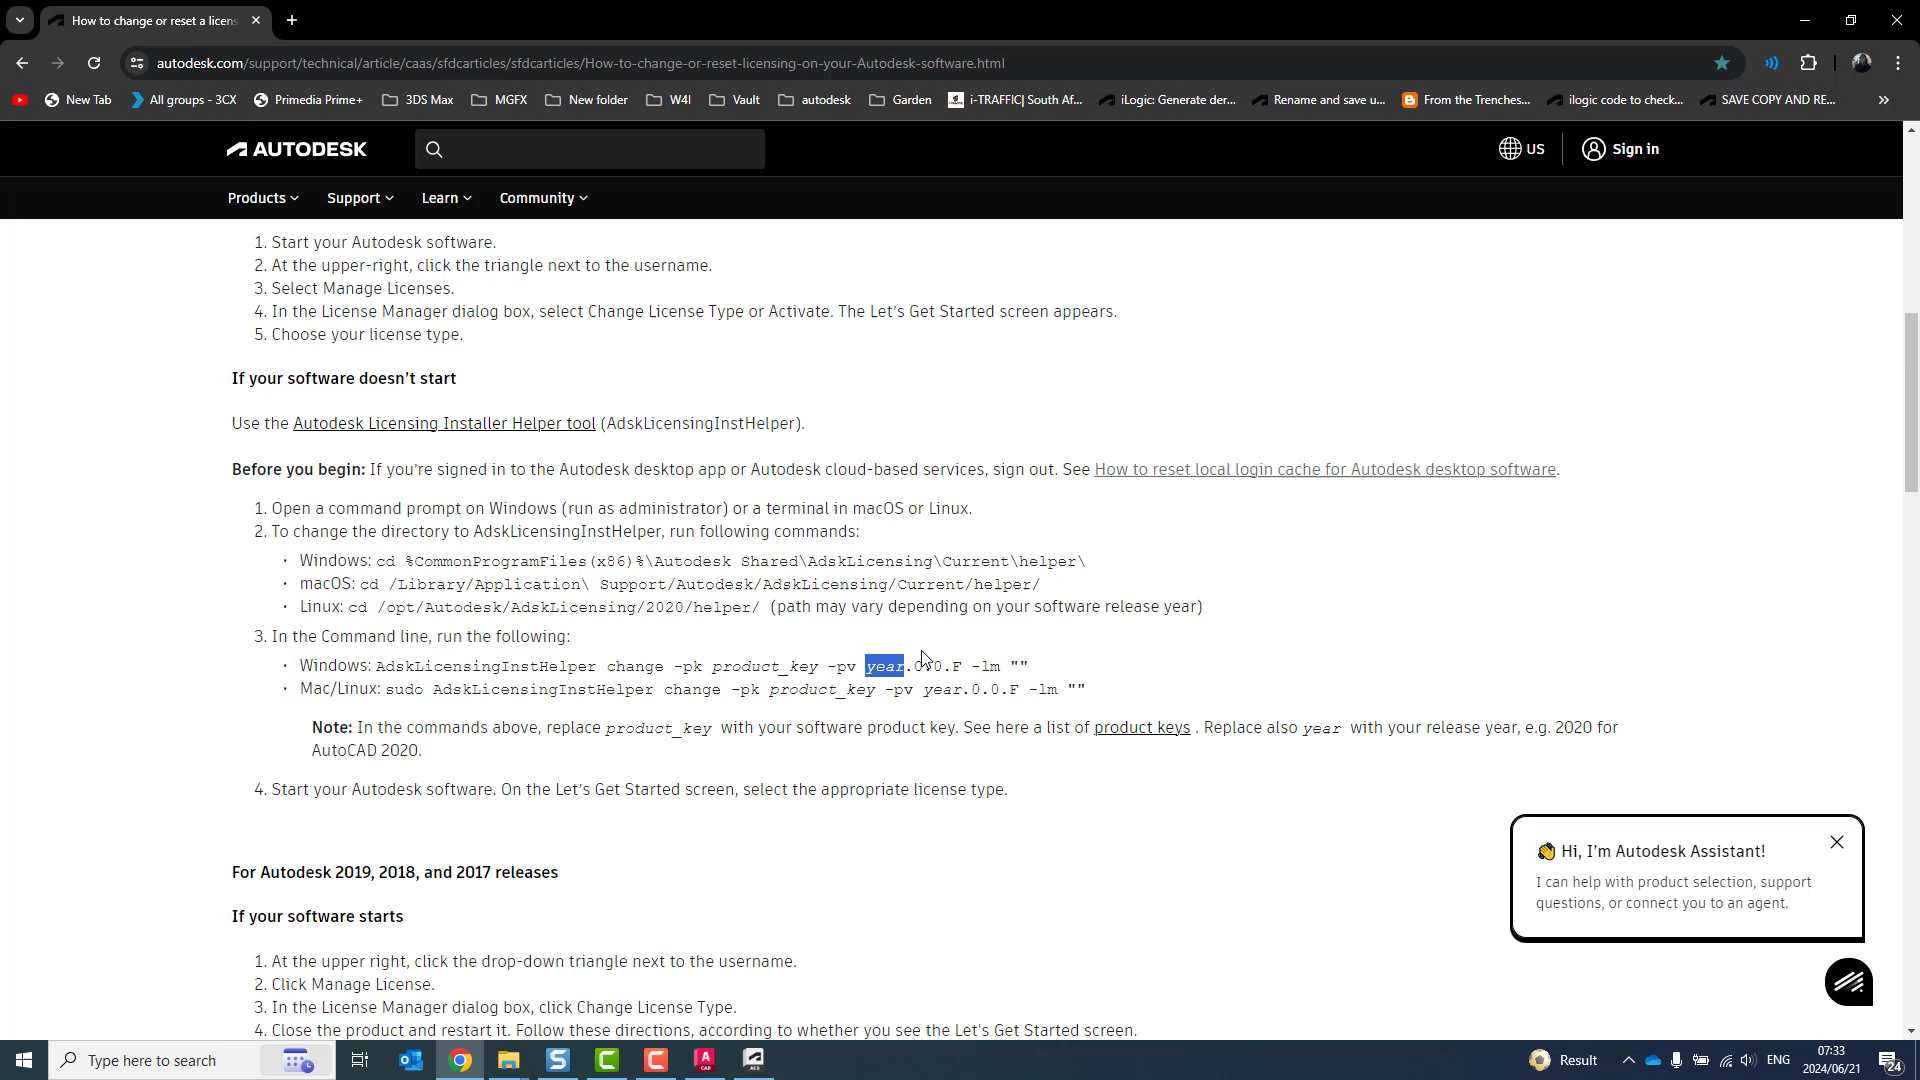 How to change or reset a licens
autodesk.com/support/technical/article/caas/sfdcarticles/sfdcarticles/How-to-change-or-reset-licensing-on-your-Autodesk-software.html
New Tab All groups - 3CX Primedia Prime+ 3DS Max MGFX New folder W4I Vault autodesk Garden i-TRAFFIC| South Af... iLogic: Generate der... Rename and save u... From the Trenches... ilogic code to check... SAVE COPY AND RE... »
AUTODESK US Sign in
Products Support Learn Community
1. Start your Autodesk software.
2. At the upper-right, click the triangle next to the username.
3. Select Manage Licenses.
4. In the License Manager dialog box, select Change License Type or Activate. The Let’s Get Started screen appears.
5. Choose your license type.
If your software doesn’t start
Use the Autodesk Licensing Installer Helper tool (AdskLicensingInstHelper).
Before you begin: If you’re signed in to the Autodesk desktop app or Autodesk cloud-based services, sign out. See How to reset local login cache for Autodesk desktop software.
1. Open a command prompt on Windows (run as administrator) or a terminal in macOS or Linux.
2. To change the directory to AdskLicensingInstHelper, run following commands:
· Windows: cd %CommonProgramFiles(x86)%\Autodesk Shared\AdskLicensing\Current\helper\
· macOS: cd /Library/Application\ Support/Autodesk/AdskLicensing/Current/helper/
· Linux: cd /opt/Autodesk/AdskLicensing/2020/helper/ (path may vary depending on your software release year)
3. In the Command line, run the following:
· Windows: AdskLicensingInstHelper change -pk product_key -pv year.0.0.F -lm ""
· Mac/Linux: sudo AdskLicensingInstHelper change -pk product_key -pv year.0.0.F -lm ""
Note: In the commands above, replace product_key with your software product key. See here a list of product keys . Replace also year with your release year, e.g. 2020 for
AutoCAD 2020.
4. Start your Autodesk software. On the Let’s Get Started screen, select the appropriate license type.
For Autodesk 2019, 2018, and 2017 releases
If your software starts
1. At the upper right, click the drop-down triangle next to the username.
2. Click Manage License.
3. In the License Manager dialog box, click Change License Type.
4. Close the product and restart it. Follow these directions, according to whether you see the Let's Get Started screen.
👋 Hi, I’m Autodesk Assistant!
I can help with product selection, support
questions, or connect you to an agent.
Type here to search
Result
ENG
07:33
2024/06/21
24